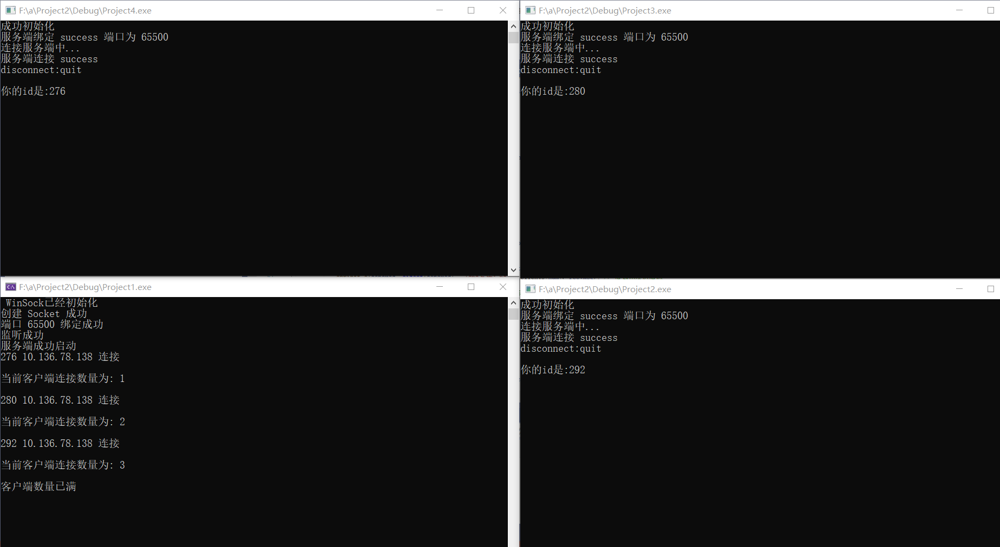 F:\a\Project2\Debug\Project4.exe
成功初始化
服务端绑定 success 端口为 65500
连接服务端中...
服务端连接 success
disconnect:quit
你的id是:276
F:\a\Project2\Debug\Project3.exe
成功初始化
服务端绑定 success 端口为 65500
连接服务端中...
服务端连接 success
disconnect:quit
你的id是:280
F:\a\Project2\Debug\Project1.exe
WinSock已经初始化
创建 Socket 成功
端口 65500 绑定成功
监听成功
服务端成功启动
276 10.136.78.138 连接
当前客户端连接数量为: 1
280 10.136.78.138 连接
当前客户端连接数量为: 2
292 10.136.78.138 连接
当前客户端连接数量为: 3
客户端数量已满
F:\a\Project2\Debug\Project2.exe
成功初始化
服务端绑定 success 端口为 65500
连接服务端中...
服务端连接 success
disconnect:quit
你的id是:292